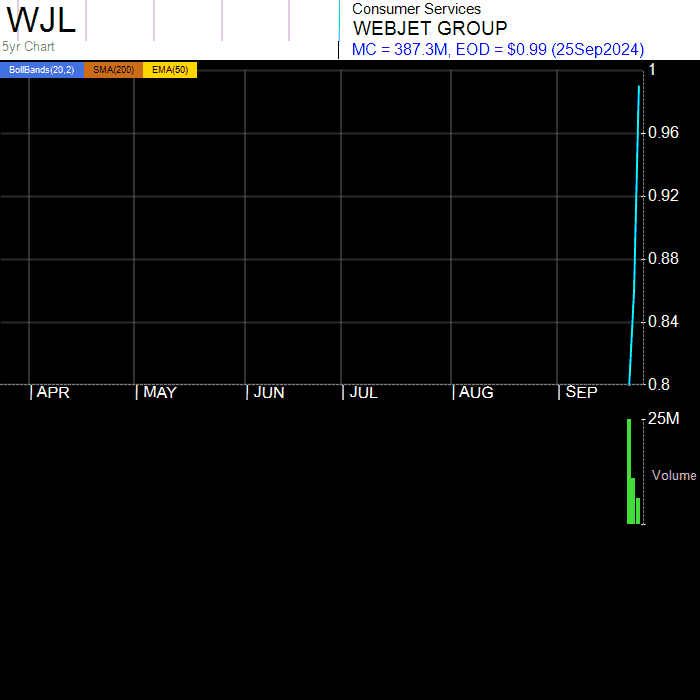 WJL
5yr Chart
Consumer Services
WEBJET GROUP
MC = 387.3M, EOD = $0.99 (25Sep2024)
BollBands(20,2) SMA(200) EMA(50)
1
0.96
0.92
0.88
0.84
0.8
APR MAY JUN JUL AUG SEP
25M
Volume